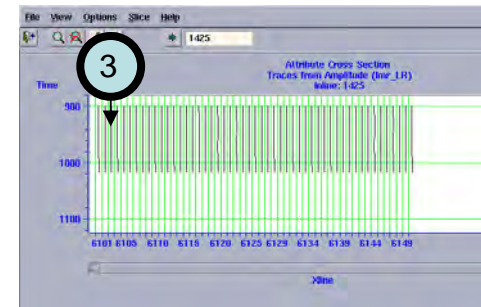 File View Options Slice Help
1425
3
Attribute Cross Section
Traces from Amplitude (lmr_LR)
Inline: 1425
Time
900
1000
1100
6101 6105 6110 6115 6120 6125 6129 6134 6139 6144 6149
Xline